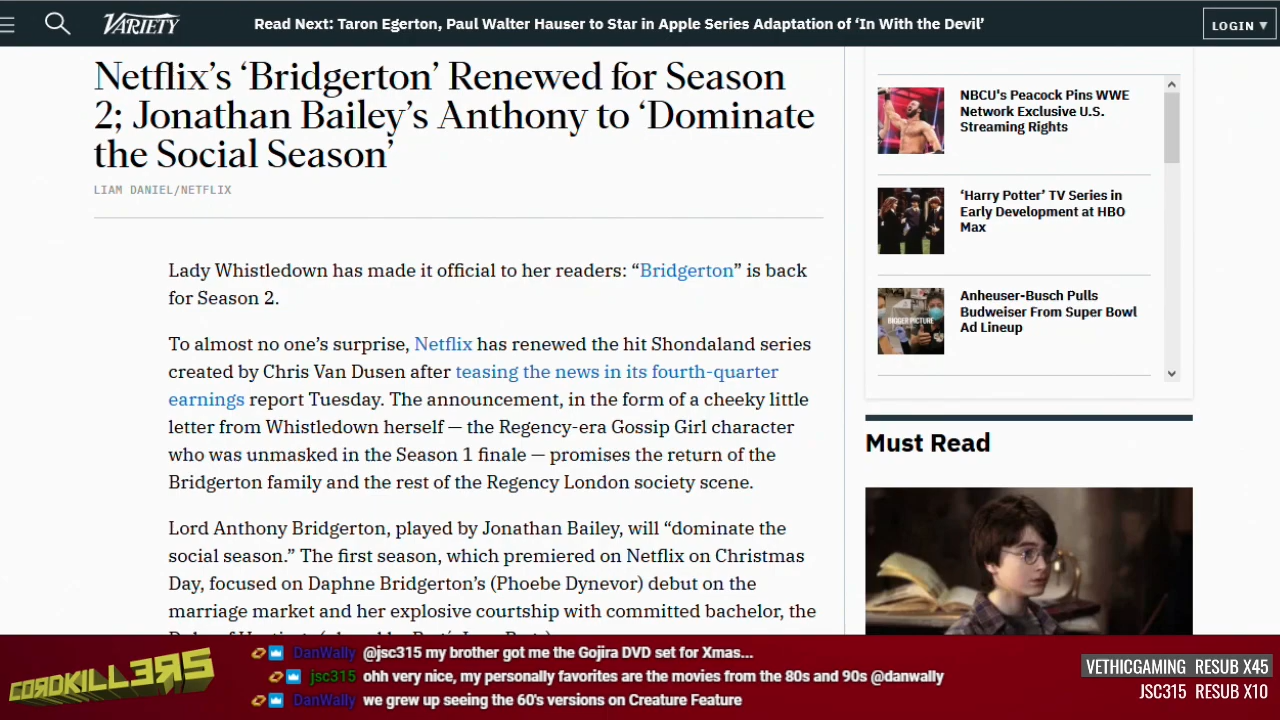 VARIETY
Read Next: Taron Egerton, Paul Walter Hauser to Star in Apple Series Adaptation of ‘In With the Devil’
LOGIN ▼
Netflix’s ‘Bridgerton’ Renewed for Season
2; Jonathan Bailey’s Anthony to ‘Dominate
the Social Season’
LIAM DANIEL/NETFLIX
Lady Whistledown has made it official to her readers: “Bridgerton” is back
for Season 2.
To almost no one’s surprise, Netflix has renewed the hit Shondaland series
created by Chris Van Dusen after teasing the news in its fourth-quarter
earnings report Tuesday. The announcement, in the form of a cheeky little
letter from Whistledown herself — the Regency-era Gossip Girl character
who was unmasked in the Season 1 finale — promises the return of the
Bridgerton family and the rest of the Regency London society scene.
Lord Anthony Bridgerton, played by Jonathan Bailey, will “dominate the
social season.” The first season, which premiered on Netflix on Christmas
Day, focused on Daphne Bridgerton’s (Phoebe Dynevor) debut on the
marriage market and her explosive courtship with committed bachelor, the
NBCU's Peacock Pins WWE
Network Exclusive U.S.
Streaming Rights
‘Harry Potter’ TV Series in
Early Development at HBO
Max
BIGGER PICTURE
Anheuser-Busch Pulls
Budweiser From Super Bowl
Ad Lineup
Must Read
CORDKILL3RS
DanWally @jsc315 my brother got me the Gojira DVD set for Xmas...
jsc315 ohh very nice, my personally favorites are the movies from the 80s and 90s @danwally
DanWally we grew up seeing the 60's versions on Creature Feature
VETHICGAMING RESUB X45
JSC315 RESUB X10